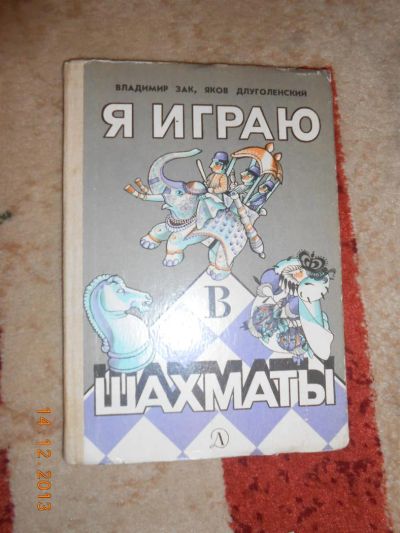 ВЛАДИМИР ЗАК, ЯКОВ ДЛУГОЛЕНСКИЙ
Я ИГРАЮ
В
ШАХМАТЫ
Д
14.12.2013